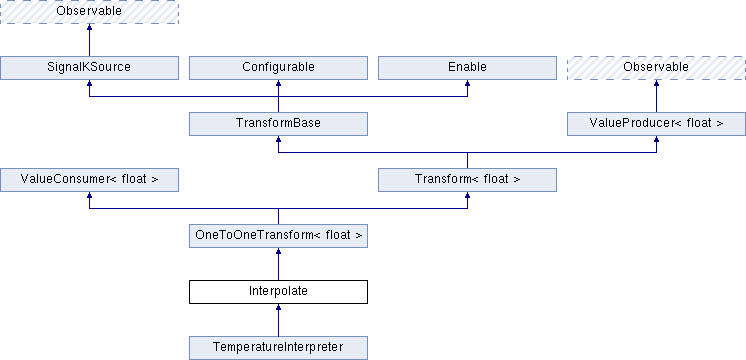 Observable
SignalKSource
Configurable
Enable
Observable
TransformBase
ValueProducer< float >
ValueConsumer< float >
Transform< float >
OneToOneTransform< float >
Interpolate
TemperatureInterpreter